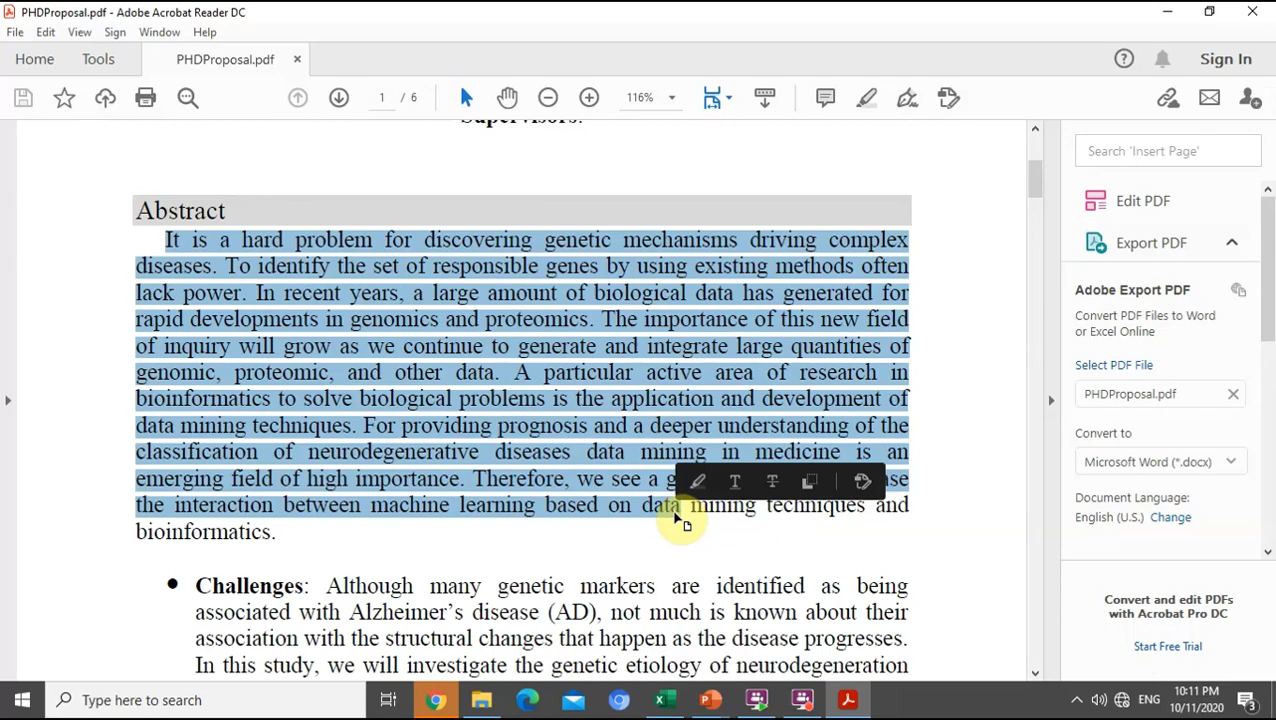 PHDProposal.pdf - Adobe Acrobat Reader DC
File Edit View Sign Window Help
Home Tools PHDProposal.pdf × Sign In
1 / 6 116%
Supervisors:
Abstract
It is a hard problem for discovering genetic mechanisms driving complex
diseases. To identify the set of responsible genes by using existing methods often
lack power. In recent years, a large amount of biological data has generated for
rapid developments in genomics and proteomics. The importance of this new field
of inquiry will grow as we continue to generate and integrate large quantities of
genomic, proteomic, and other data. A particular active area of research in
bioinformatics to solve biological problems is the application and development of
data mining techniques. For providing prognosis and a deeper understanding of the
classification of neurodegenerative diseases data mining in medicine is an
emerging field of high importance. Therefore, we see a
the interaction between machine learning based on data mining techniques and
bioinformatics.
• Challenges: Although many genetic markers are identified as being
associated with Alzheimer's disease (AD), not much is known about their
association with the structural changes that happen as the disease progresses.
In this study, we will investigate the genetic etiology of neurodegeneration
Search 'Insert Page'
Edit PDF
Export PDF
Adobe Export PDF
Convert PDF Files to Word
or Excel Online
Select PDF File
PHDProposal.pdf
Convert to
Microsoft Word (*.docx)
Document Language:
English (U.S.) Change
Convert and edit PDFs
with Acrobat Pro DC
Start Free Trial
Type here to search
ENG
10:11 PM
10/11/2020
3